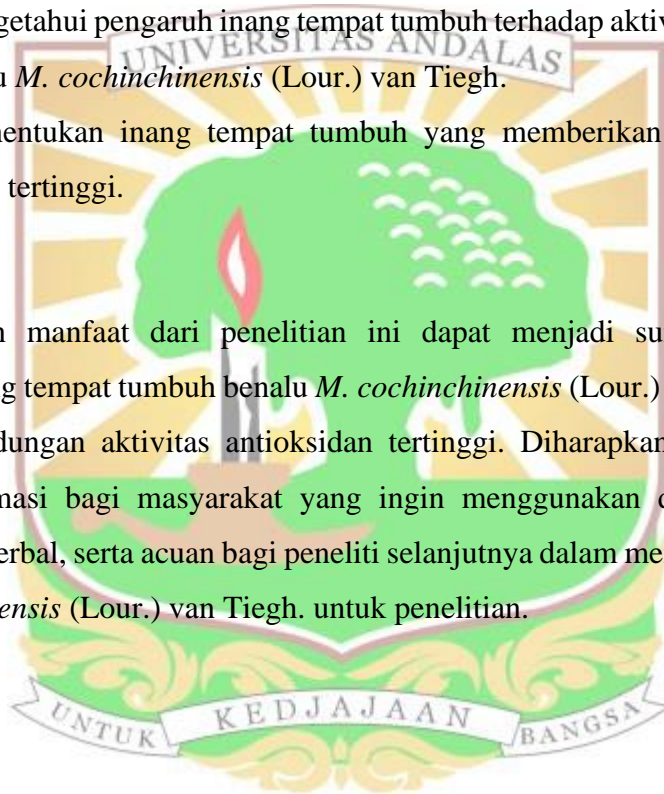 getahui pengaruh inang tempat tumbuh terhadap aktiv
UNIVERSITAS ANDALAS
u M. cochinchinensis (Lour.) van Tiegh.
nentukan inang tempat tumbuh yang memberikan
tertinggi.
n manfaat dari penelitian ini dapat menjadi su
g tempat tumbuh benalu M. cochinchinensis (Lour.)
dungan aktivitas antioksidan tertinggi. Diharapkan
masi bagi masyarakat yang ingin menggunakan d
erbal, serta acuan bagi peneliti selanjutnya dalam me
ensis (Lour.) van Tiegh. untuk penelitian.
UNTUK KEDJAJAAN BANGSA